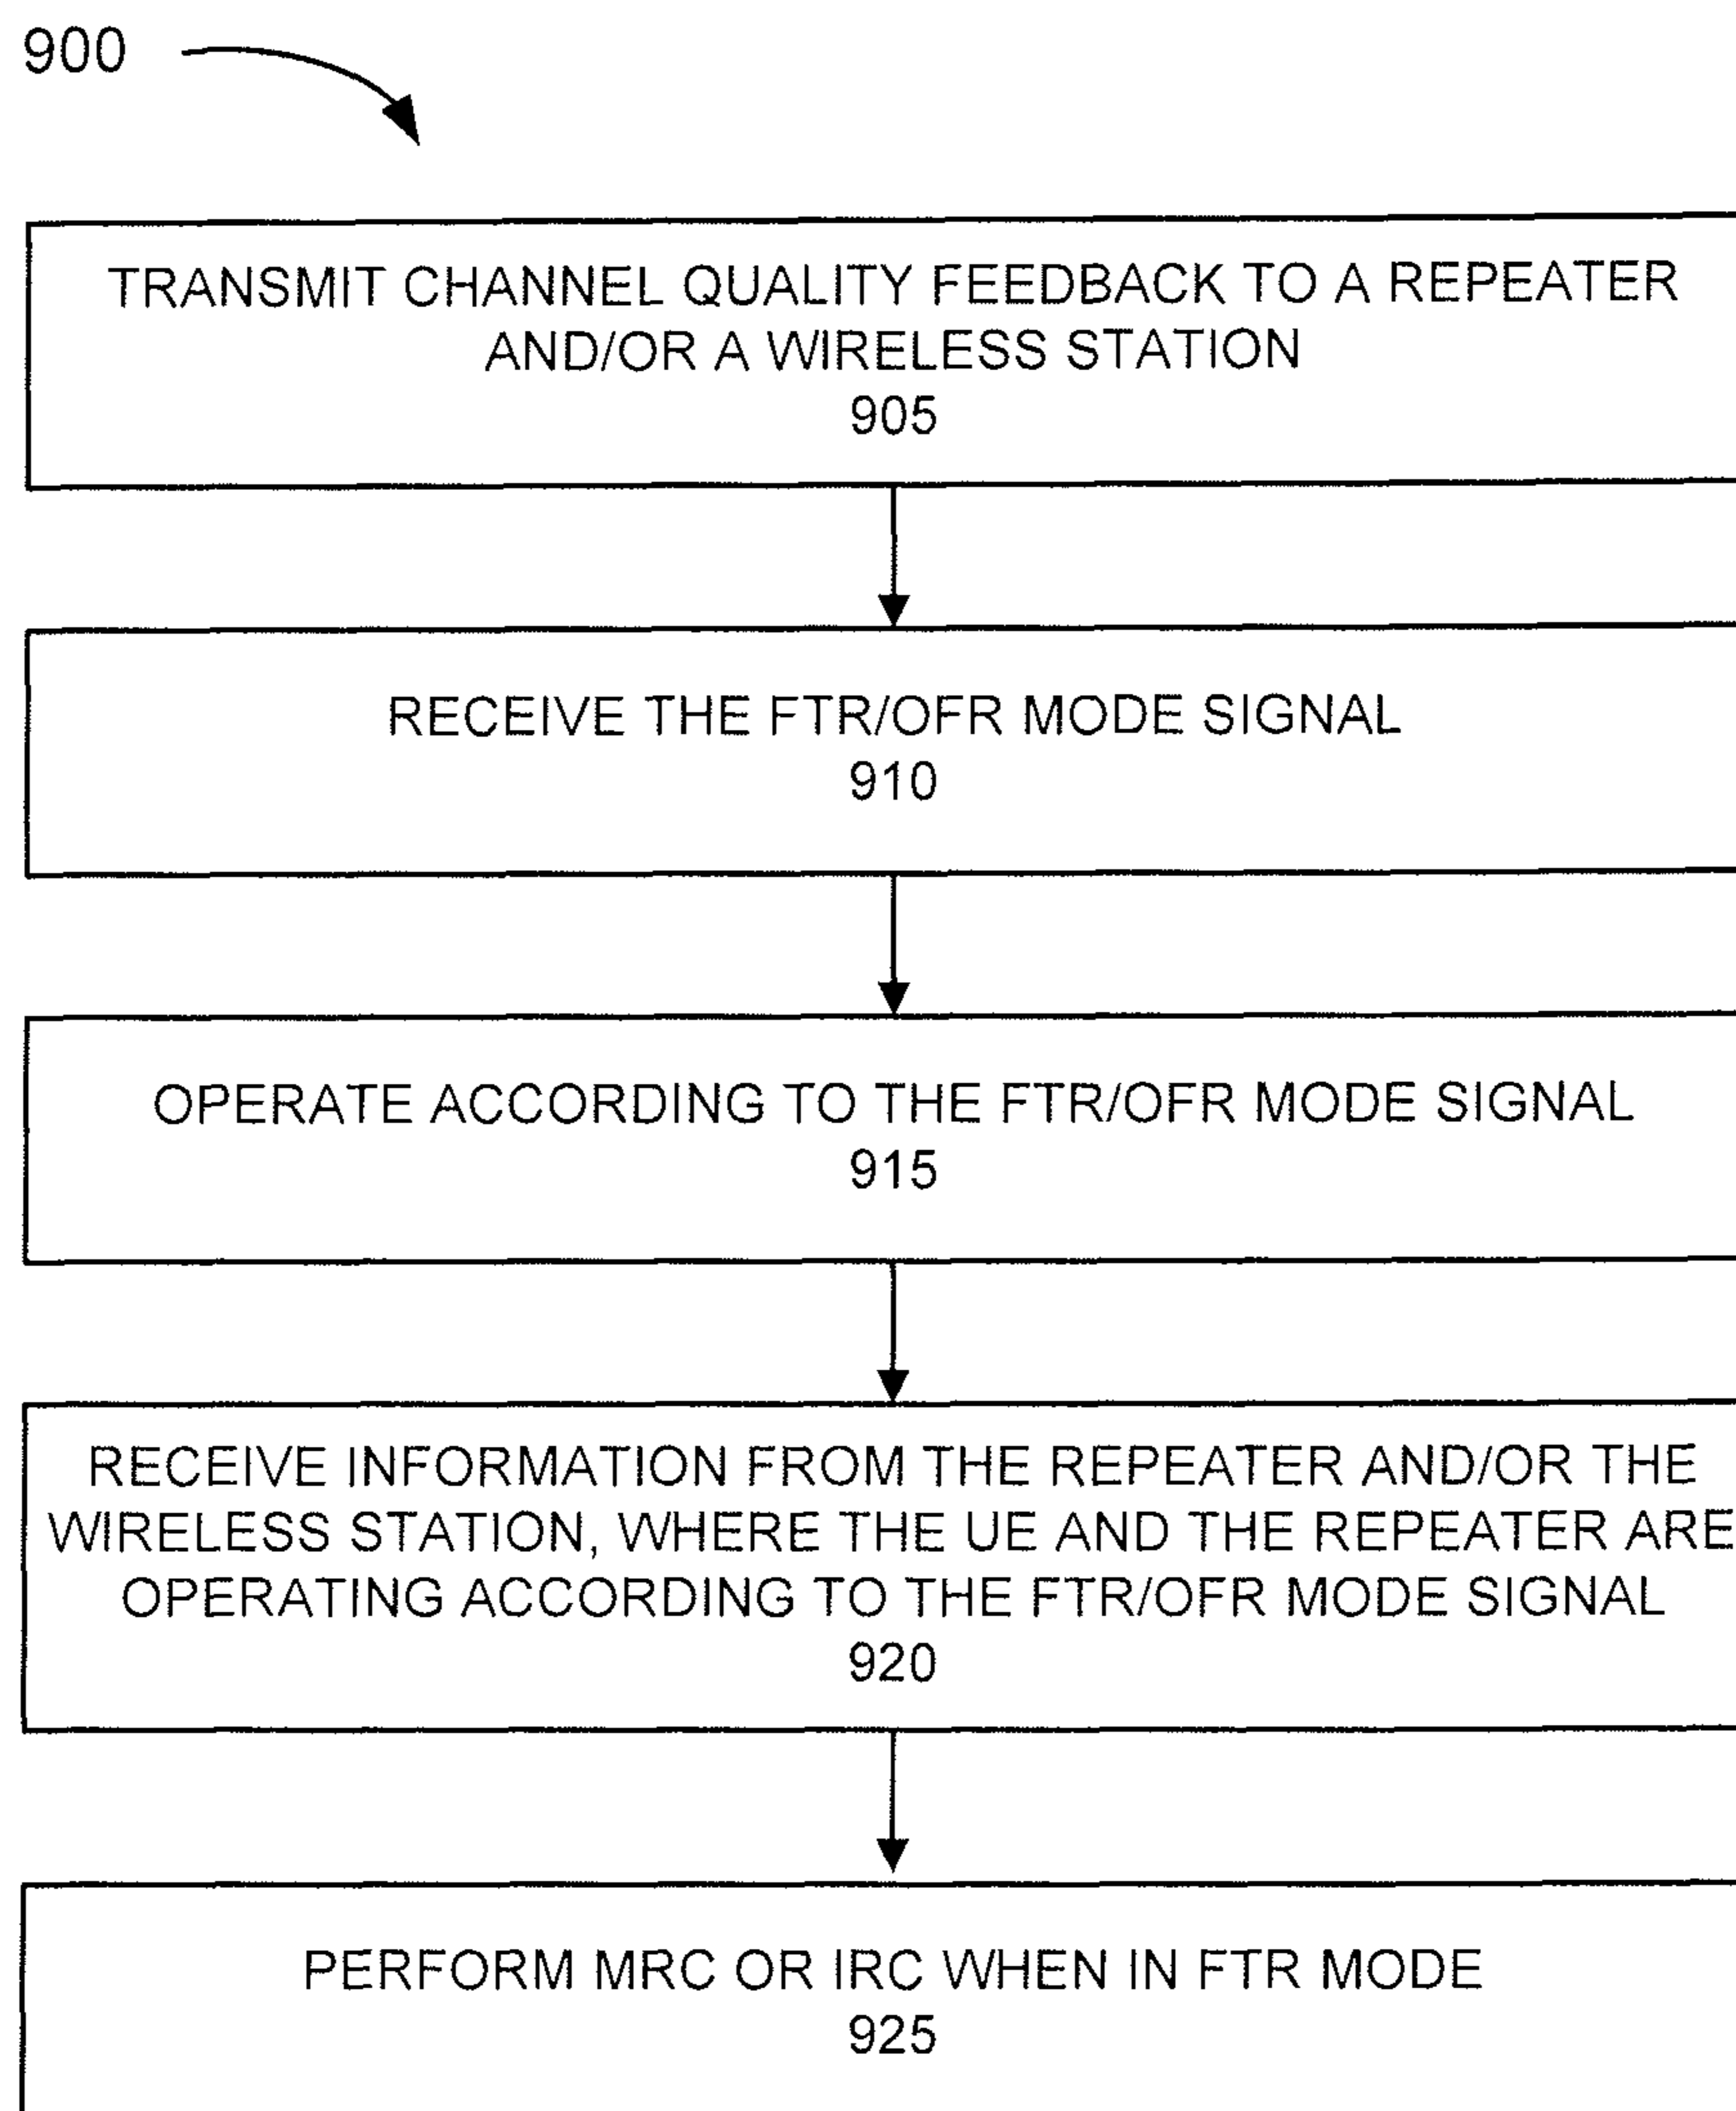 900
TRANSMIT CHANNEL QUALITY FEEDBACK TO A REPEATER
AND/OR A WIRELESS STATION
905
RECEIVE THE FTR/OFR MODE SIGNAL
910
OPERATE ACCORDING TO THE FTR/OFR MODE SIGNAL
915
RECEIVE INFORMATION FROM THE REPEATER AND/OR THE
WIRELESS STATION, WHERE THE UE AND THE REPEATER ARE
OPERATING ACCORDING TO THE FTR/OFR MODE SIGNAL
920
PERFORM MRC OR IRC WHEN IN FTR MODE
925